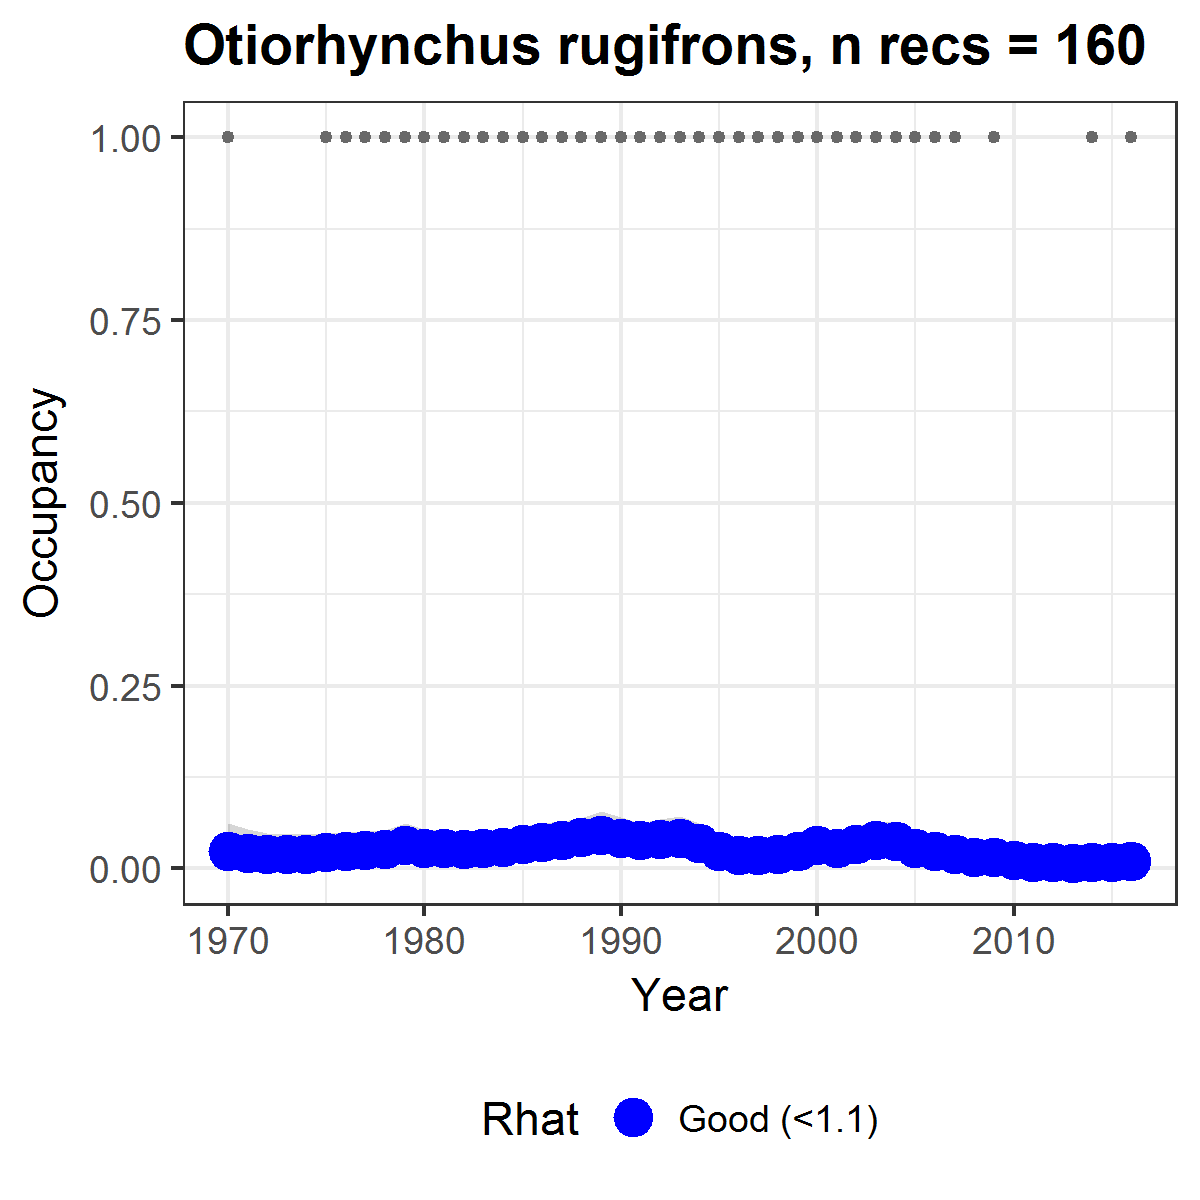 Otiorhynchus rugifrons, n recs = 160
1.00
0.75
0.50
0.25
0.00
Occupancy
1970 1980 1990 2000 2010
Year
Rhat Good (<1.1)